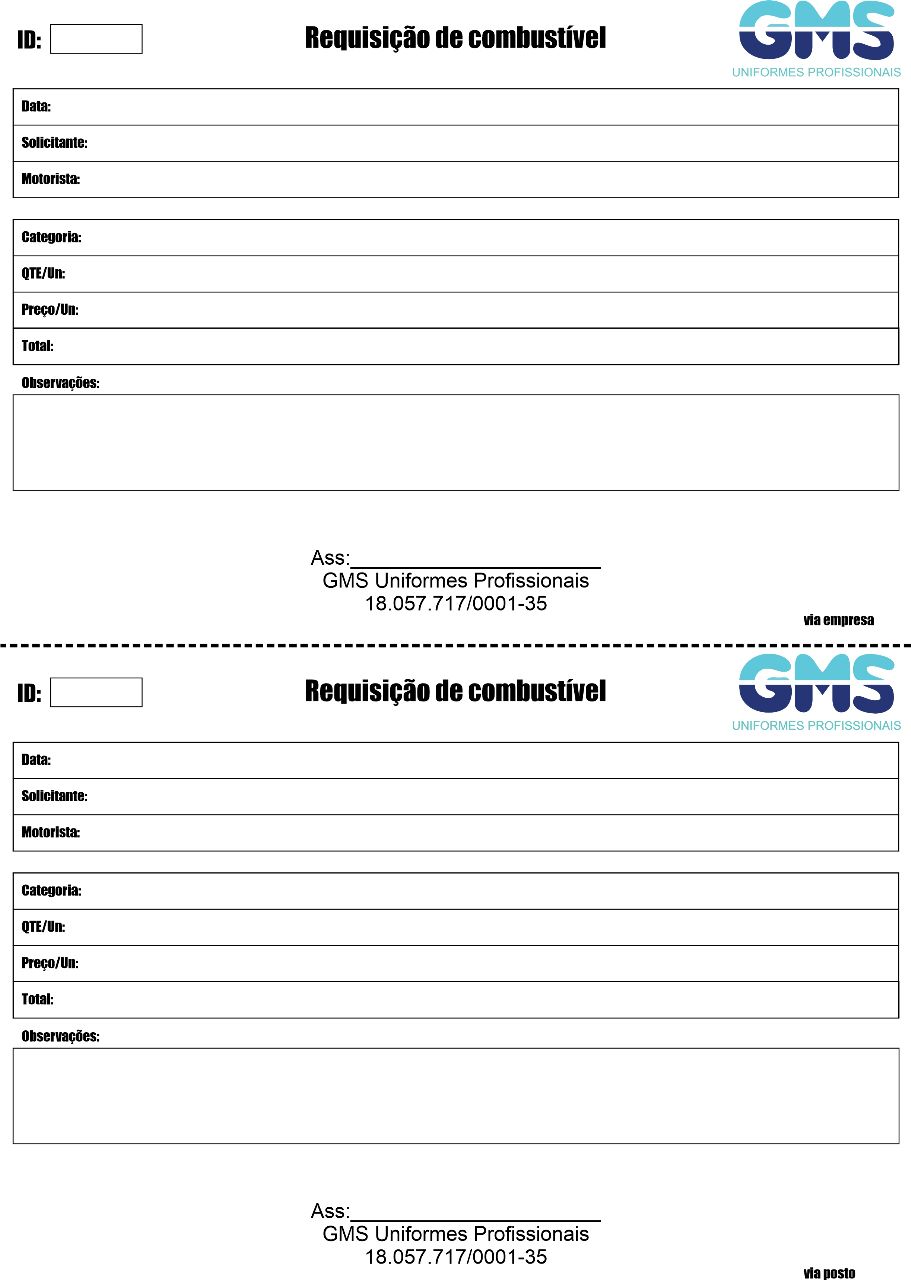 ID:
Requisição de combustível
GMS
UNIFORMES PROFISSIONAIS
Data:
Solicitante:
Motorista:
Categoria:
QTE/Un:
Preço/Un:
Total:
Observações:
Ass:_______________________
GMS Uniformes Profissionais
18.057.717/0001-35
via empresa
ID:
Requisição de combustível
GMS
UNIFORMES PROFISSIONAIS
Data:
Solicitante:
Motorista:
Categoria:
QTE/Un:
Preço/Un:
Total:
Observações:
Ass:_______________________
GMS Uniformes Profissionais
18.057.717/0001-35
via posto